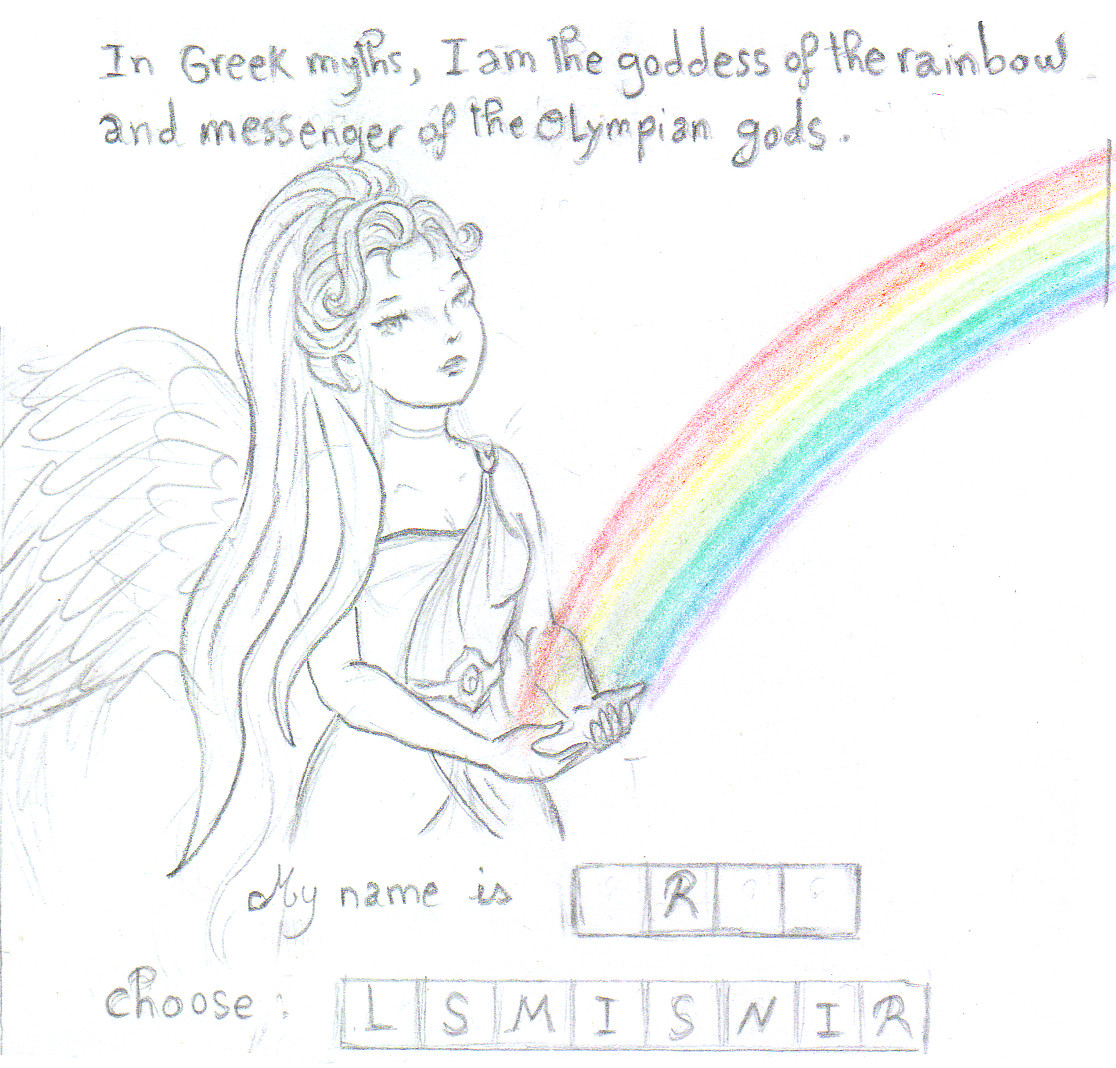 In Greek myths, I am the goddess of the rainbow
and messenger of the Olympian gods.
My name is ? R ? ?
choose: L S M I S N I R